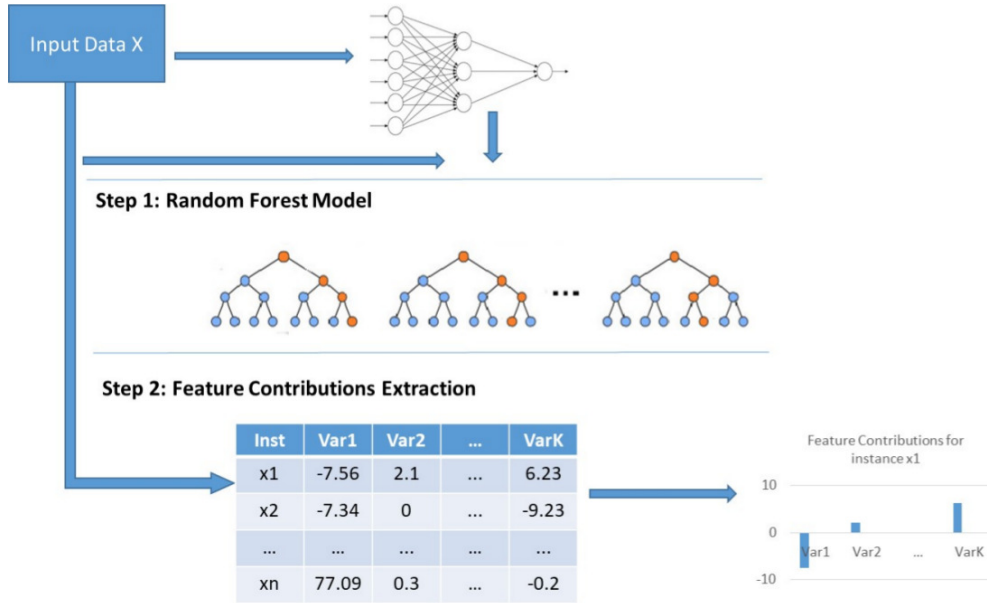 Input Data X
Step 1: Random Forest Model
...
Step 2: Feature Contributions Extraction
Inst Var1 Var2 ... VarK
x1 -7.56 2.1 ... 6.23
x2 -7.34 0 ... -9.23
... ... ... ... ...
xn 77.09 0.3 ... -0.2
Feature Contributions for
instance x1
10
0
Var1 Var2 ... VarK
-10